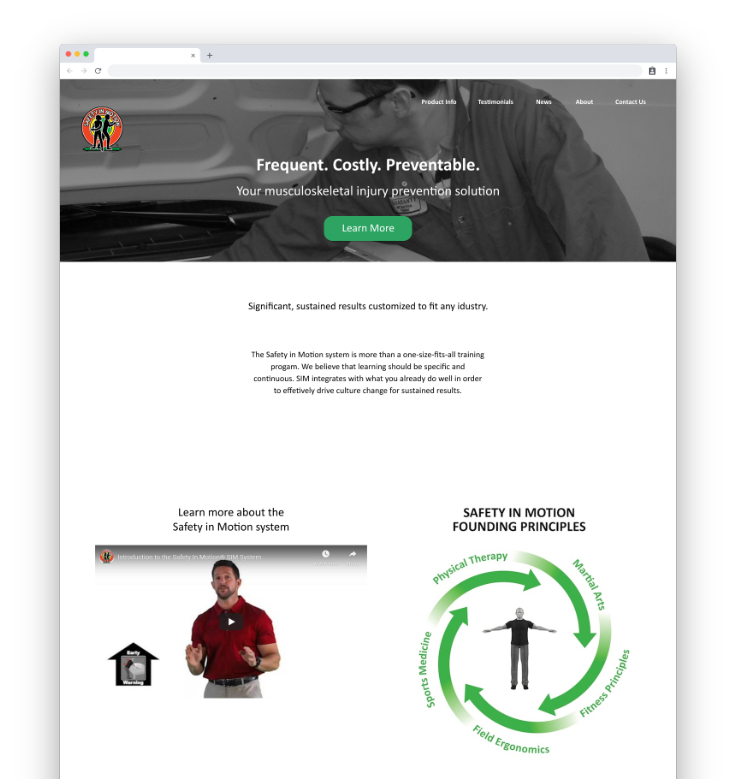 Product Info Testimonials News About Contact Us
SAFETY IN MOTION
Frequent. Costly. Preventable.
Your musculoskeletal injury prevention solution
Learn More
Significant, sustained results customized to fit any idustry.
The Safety in Motion system is more than a one-size-fits-all training
progam. We believe that learning should be specific and
continuous. SIM integrates with what you already do well in order
to effetively drive culture change for sustained results.
Learn more about the
Safety in Motion system
Introduction to the Safety in Motion® SIM System
Early
Warning
SAFETY IN MOTION
FOUNDING PRINCIPLES
Physical Therapy
Martial Arts
Fitness Principles
Field Ergonomics
Sports Medicine